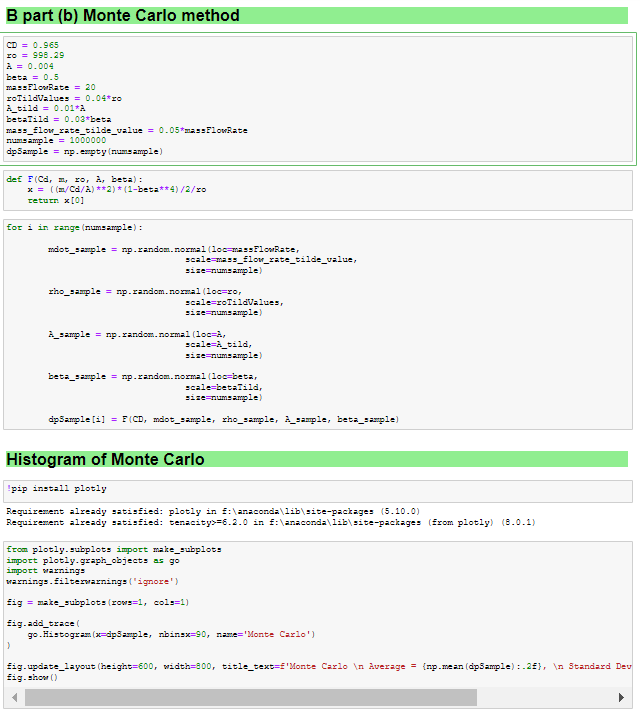 B part (b) Monte Carlo method
CD = 0.965
ro = 998.29
A = 0.004
beta = 0.5
massFlowRate = 20
roTildValues = 0.04*ro
A_tild = 0.01*A
betaTild = 0.03*beta
mass_flow_rate_tilde_value = 0.05*massFlowRate
numsample = 1000000
dpSample = np.empty(numsample)
def F(Cd, m, ro, A, beta):
    x = ((m/Cd/A)**2)*(1-beta**4)/2/ro
    return x[0]
for i in range(numsample):
        mdot_sample = np.random.normal(loc=massFlowRate,
                                  scale=mass_flow_rate_tilde_value,
                                  size=numsample)
        rho_sample = np.random.normal(loc=ro,
                                  scale=roTildValues,
                                  size=numsample)
        A_sample = np.random.normal(loc=A,
                                  scale=A_tild,
                                  size=numsample)
        beta_sample = np.random.normal(loc=beta,
                                  scale=betaTild,
                                  size=numsample)
        dpSample[i] = F(CD, mdot_sample, rho_sample, A_sample, beta_sample)
Histogram of Monte Carlo
!pip install plotly
Requirement already satisfied: plotly in f:\anaconda\lib\site-packages (5.10.0)
Requirement already satisfied: tenacity>=6.2.0 in f:\anaconda\lib\site-packages (from plotly) (8.0.1)
from plotly.subplots import make_subplots
import plotly.graph_objects as go
import warnings
warnings.filterwarnings('ignore')
fig = make_subplots(rows=1, cols=1)
fig.add_trace(
    go.Histogram(x=dpSample, nbinsx=90, name='Monte Carlo')
)
fig.update_layout(height=600, width=800, title_text=f'Monte Carlo \n Average = {np.mean(dpSample):.2f}, \n Standard Dev
fig.show()